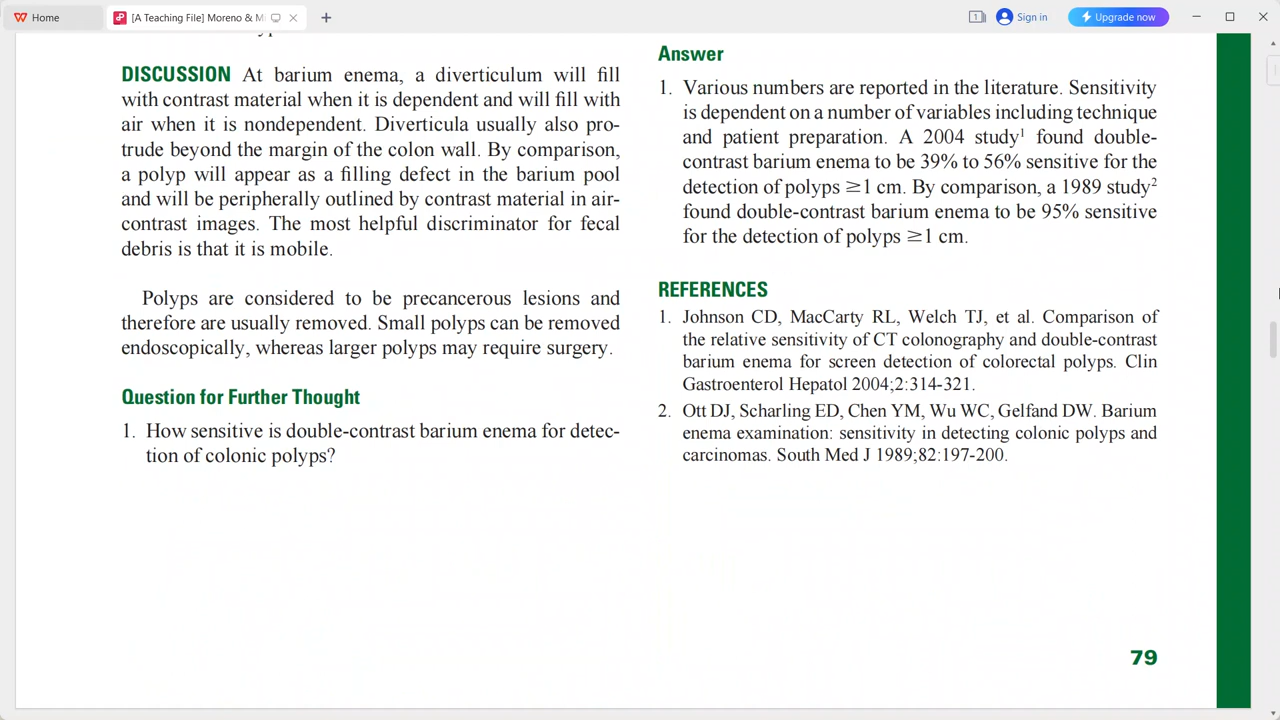 Home
[A Teaching File] Moreno & M
1
Sign in
Upgrade now
DISCUSSION At barium enema, a diverticulum will fill
with contrast material when it is dependent and will fill with
air when it is nondependent. Diverticula usually also pro-
trude beyond the margin of the colon wall. By comparison,
a polyp will appear as a filling defect in the barium pool
and will be peripherally outlined by contrast material in air-
contrast images. The most helpful discriminator for fecal
debris is that it is mobile.
Polyps are considered to be precancerous lesions and
therefore are usually removed. Small polyps can be removed
endoscopically, whereas larger polyps may require surgery.
Question for Further Thought
1. How sensitive is double-contrast barium enema for detec-
tion of colonic polyps?
Answer
1. Various numbers are reported in the literature. Sensitivity
is dependent on a number of variables including technique
and patient preparation. A 2004 study¹ found double-
contrast barium enema to be 39% to 56% sensitive for the
detection of polyps ≥1 cm. By comparison, a 1989 study²
found double-contrast barium enema to be 95% sensitive
for the detection of polyps ≥1 cm.
REFERENCES
1. Johnson CD, MacCarty RL, Welch TJ, et al. Comparison of
the relative sensitivity of CT colonography and double-contrast
barium enema for screen detection of colorectal polyps. Clin
Gastroenterol Hepatol 2004;2:314-321.
2. Ott DJ, Scharling ED, Chen YM, Wu WC, Gelfand DW. Barium
enema examination: sensitivity in detecting colonic polyps and
carcinomas. South Med J 1989;82:197-200.
79